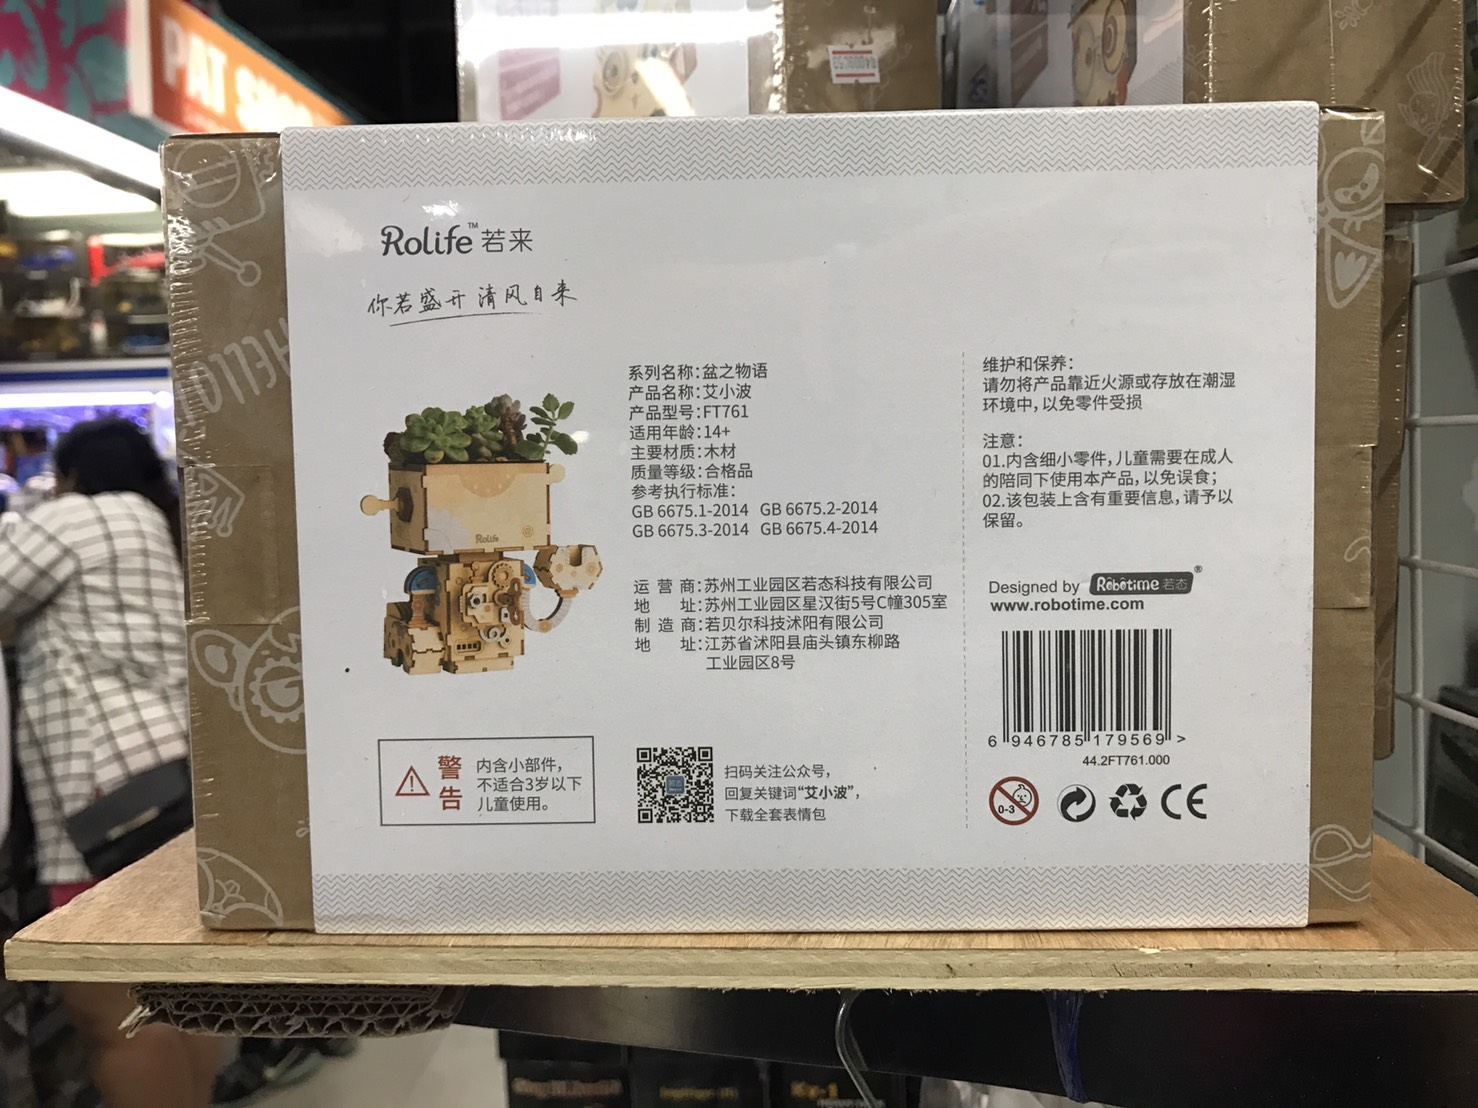 PAT
Rolife™若来
你若盛开 清风自来
系列名称：盆之物语
产品名称：艾小波
产品型号：FT761
适用年龄：14+
主要材质：木材
质量等级：合格品
参考执行标准：
GB 6675.1-2014 GB 6675.2-2014
GB 6675.3-2014 GB 6675.4-2014
运 营 商：苏州工业园区若态科技有限公司
地 址：苏州工业园区星汉街5号C幢305室
制 造 商：若贝尔科技沭阳有限公司
地 址：江苏省沭阳县庙头镇东柳路
工业园区8号
Rolife
警告
内含小部件，
不适合3岁以下
儿童使用。
扫码关注公众号，
回复关键词“艾小波”，
下载全套表情包
维护和保养：
请勿将产品靠近火源或存放在潮湿
环境中，以免零件受损
注意：
01.内含细小零件，儿童需要在成人
的陪同下使用本产品，以免误食；
02.该包装上含有重要信息，请予以
保留。
Designed by Robotime 若态®
www.robotime.com
6 946785 179569 >
44.2FT761.000
0-3
CE
HELLO